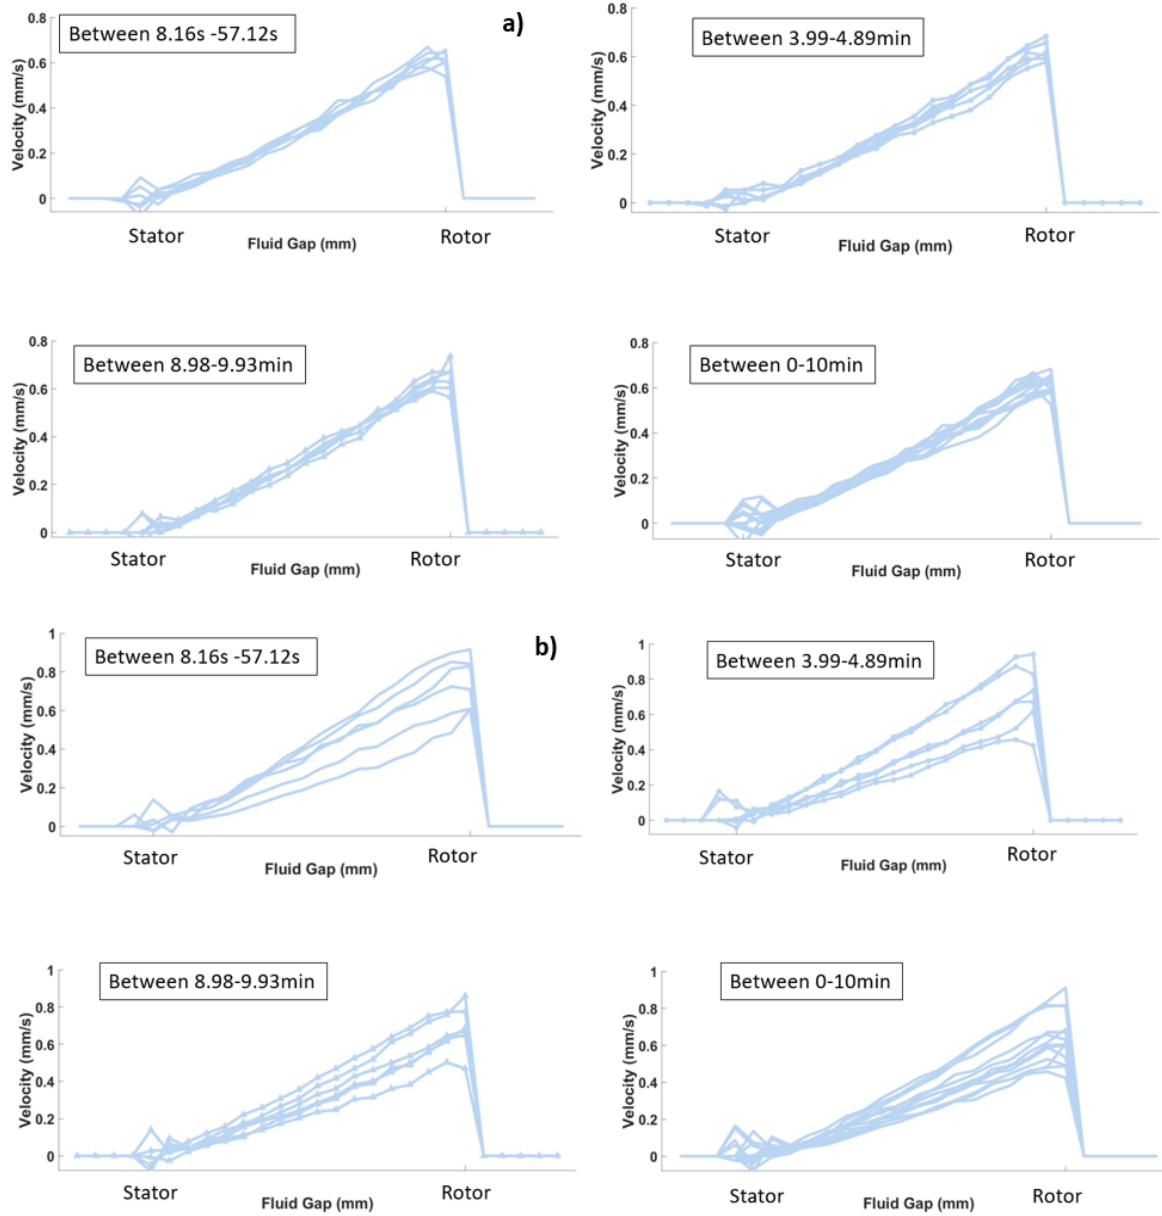 a)
Between 8.16s -57.12s
0.8
0.6
0.4
0.2
0
Velocity (mm/s)
Stator
Rotor
Fluid Gap (mm)
Between 3.99-4.89min
0.8
0.6
0.4
0.2
0
Velocity (mm/s)
Stator
Rotor
Fluid Gap (mm)
Between 8.98-9.93min
0.8
0.6
0.4
0.2
0
Velocity (mm/s)
Stator
Rotor
Fluid Gap (mm)
Between 0-10min
0.8
0.6
0.4
0.2
0
Velocity (mm/s)
Stator
Rotor
Fluid Gap (mm)
b)
Between 8.16s -57.12s
1
0.8
0.6
0.4
0.2
0
Velocity (mm/s)
Stator
Rotor
Fluid Gap (mm)
Between 3.99-4.89min
1
0.8
0.6
0.4
0.2
0
Velocity (mm/s)
Stator
Rotor
Fluid Gap (mm)
Between 8.98-9.93min
1
0.8
0.6
0.4
0.2
0
Velocity (mm/s)
Stator
Rotor
Fluid Gap (mm)
Between 0-10min
1
0.8
0.6
0.4
0.2
0
Velocity (mm/s)
Stator
Rotor
Fluid Gap (mm)